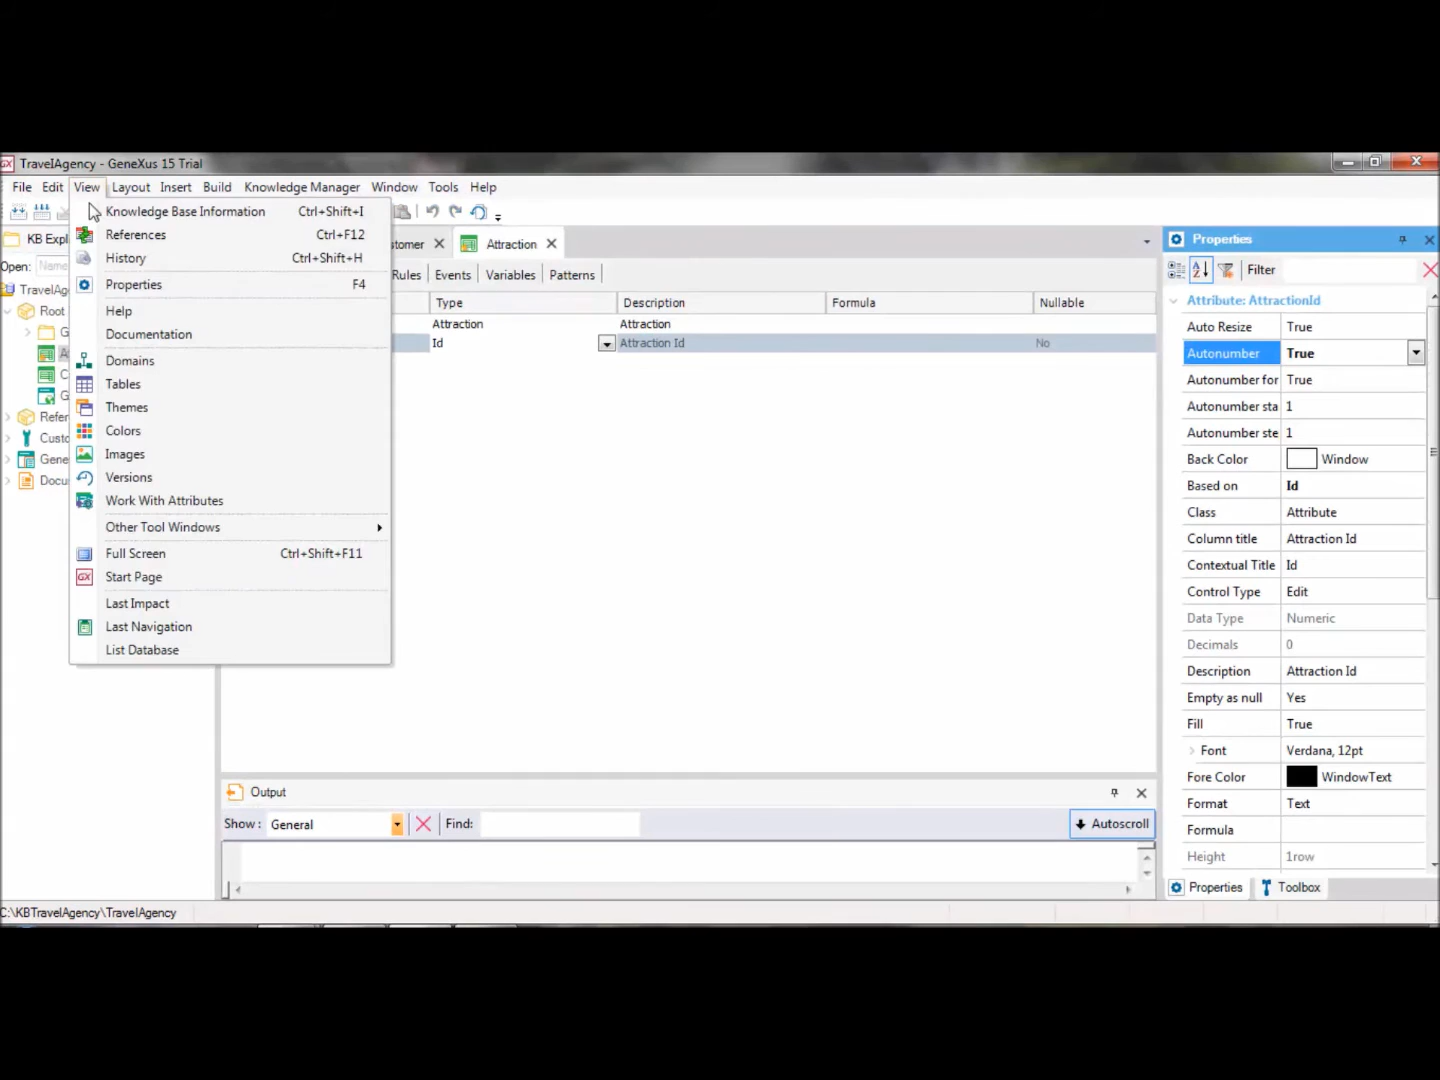 TravelAgency - GeneXus 15 Trial
File Edit View Layout Insert Build Knowledge Manager Window Tools Help
Knowledge Base Information Ctrl+Shift+I
References Ctrl+F12
History Ctrl+Shift+H
Properties F4
Help
Documentation
Domains
Tables
Themes
Colors
Images
Versions
Work With Attributes
Other Tool Windows
Full Screen Ctrl+Shift+F11
Start Page
Last Impact
Last Navigation
List Database
KB Expl
Open: Name
TravelAg
Root
G
A
C
G
Refer
Custo
Gene
Docu
stomer Attraction
Rules Events Variables Patterns
Type Description Formula Nullable
Attraction Attraction
Id Attraction Id No
Output
Show: General Find: Autoscroll
Properties
Filter
Attribute: AttractionId
Auto Resize True
Autonumber True
Autonumber for True
Autonumber sta 1
Autonumber ste 1
Back Color Window
Based on Id
Class Attribute
Column title Attraction Id
Contextual Title Id
Control Type Edit
Data Type Numeric
Decimals 0
Description Attraction Id
Empty as null Yes
Fill True
Font Verdana, 12pt
Fore Color WindowText
Format Text
Formula
Height 1row
Properties Toolbox
C:\KBTravelAgency\TravelAgency